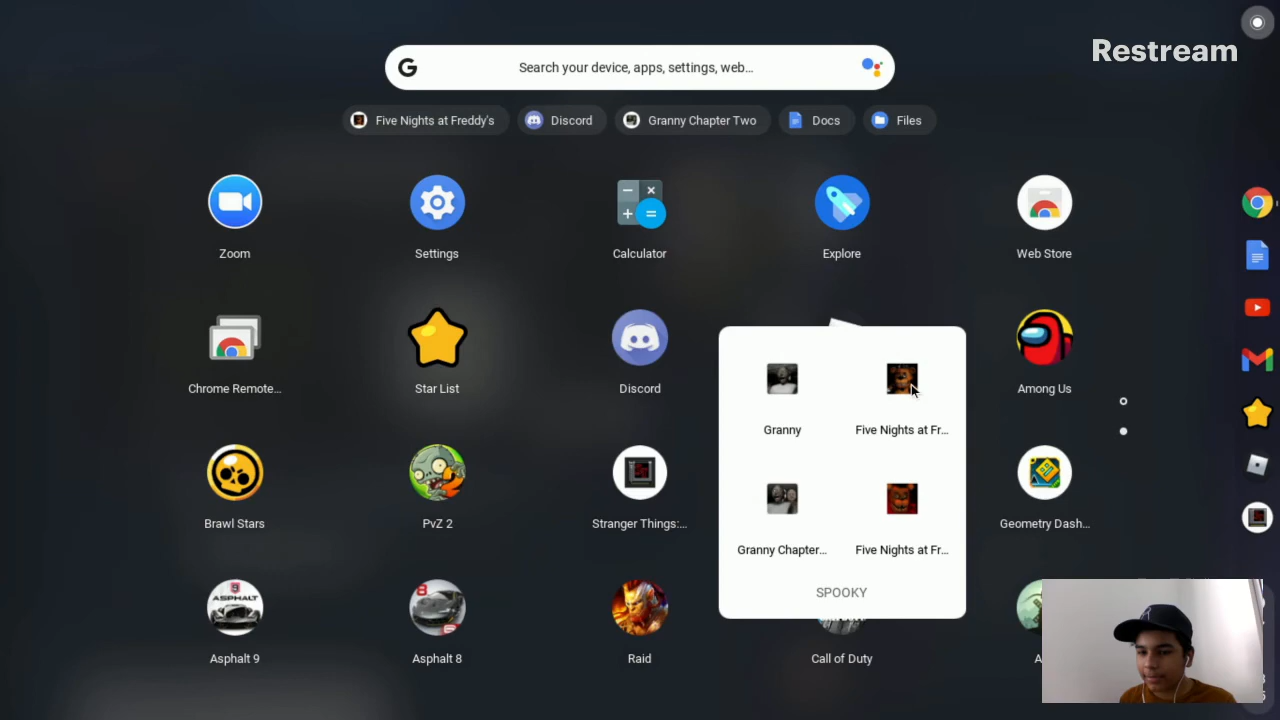 Restream
Search your device, apps, settings, web...
Five Nights at Freddy's
Discord
Granny Chapter Two
Docs
Files
Zoom
Settings
Calculator
Explore
Web Store
Chrome Remote...
Star List
Discord
Among Us
Granny
Five Nights at Fr...
Brawl Stars
PvZ 2
Stranger Things:...
Geometry Dash...
Granny Chapter...
Five Nights at Fr...
SPOOKY
ASPHALT
8
Asphalt 9
Asphalt 8
Raid
Call of Duty